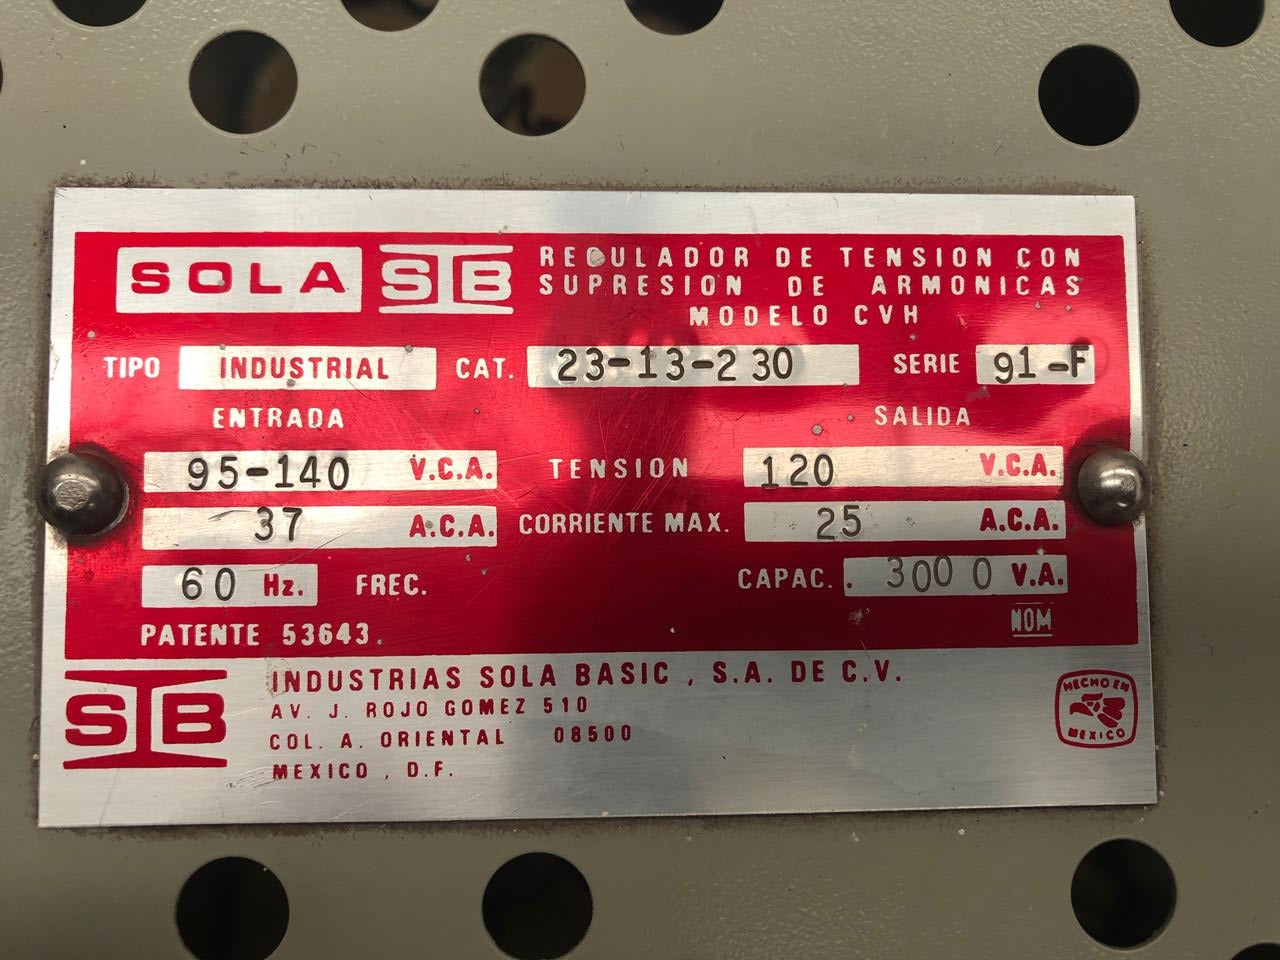 SOLA SIB REGULADOR DE TENSION CON
SUPRESION DE ARMONICAS
MODELO CVH
TIPO INDUSTRIAL CAT. 23-13-230 SERIE 91-F
ENTRADA SALIDA
95-140 V.C.A. TENSION 120 V.C.A.
37 A.C.A. CORRIENTE MAX. 25 A.C.A.
60 Hz. FREC. CAPAC. 3000 V.A.
PATENTE 53643. NOM
SIB INDUSTRIAS SOLA BASIC, S.A. DE C.V.
AV. J. ROJO GOMEZ 510
COL. A. ORIENTAL 08500
MEXICO, D.F.
HECHO EN
MEXICO